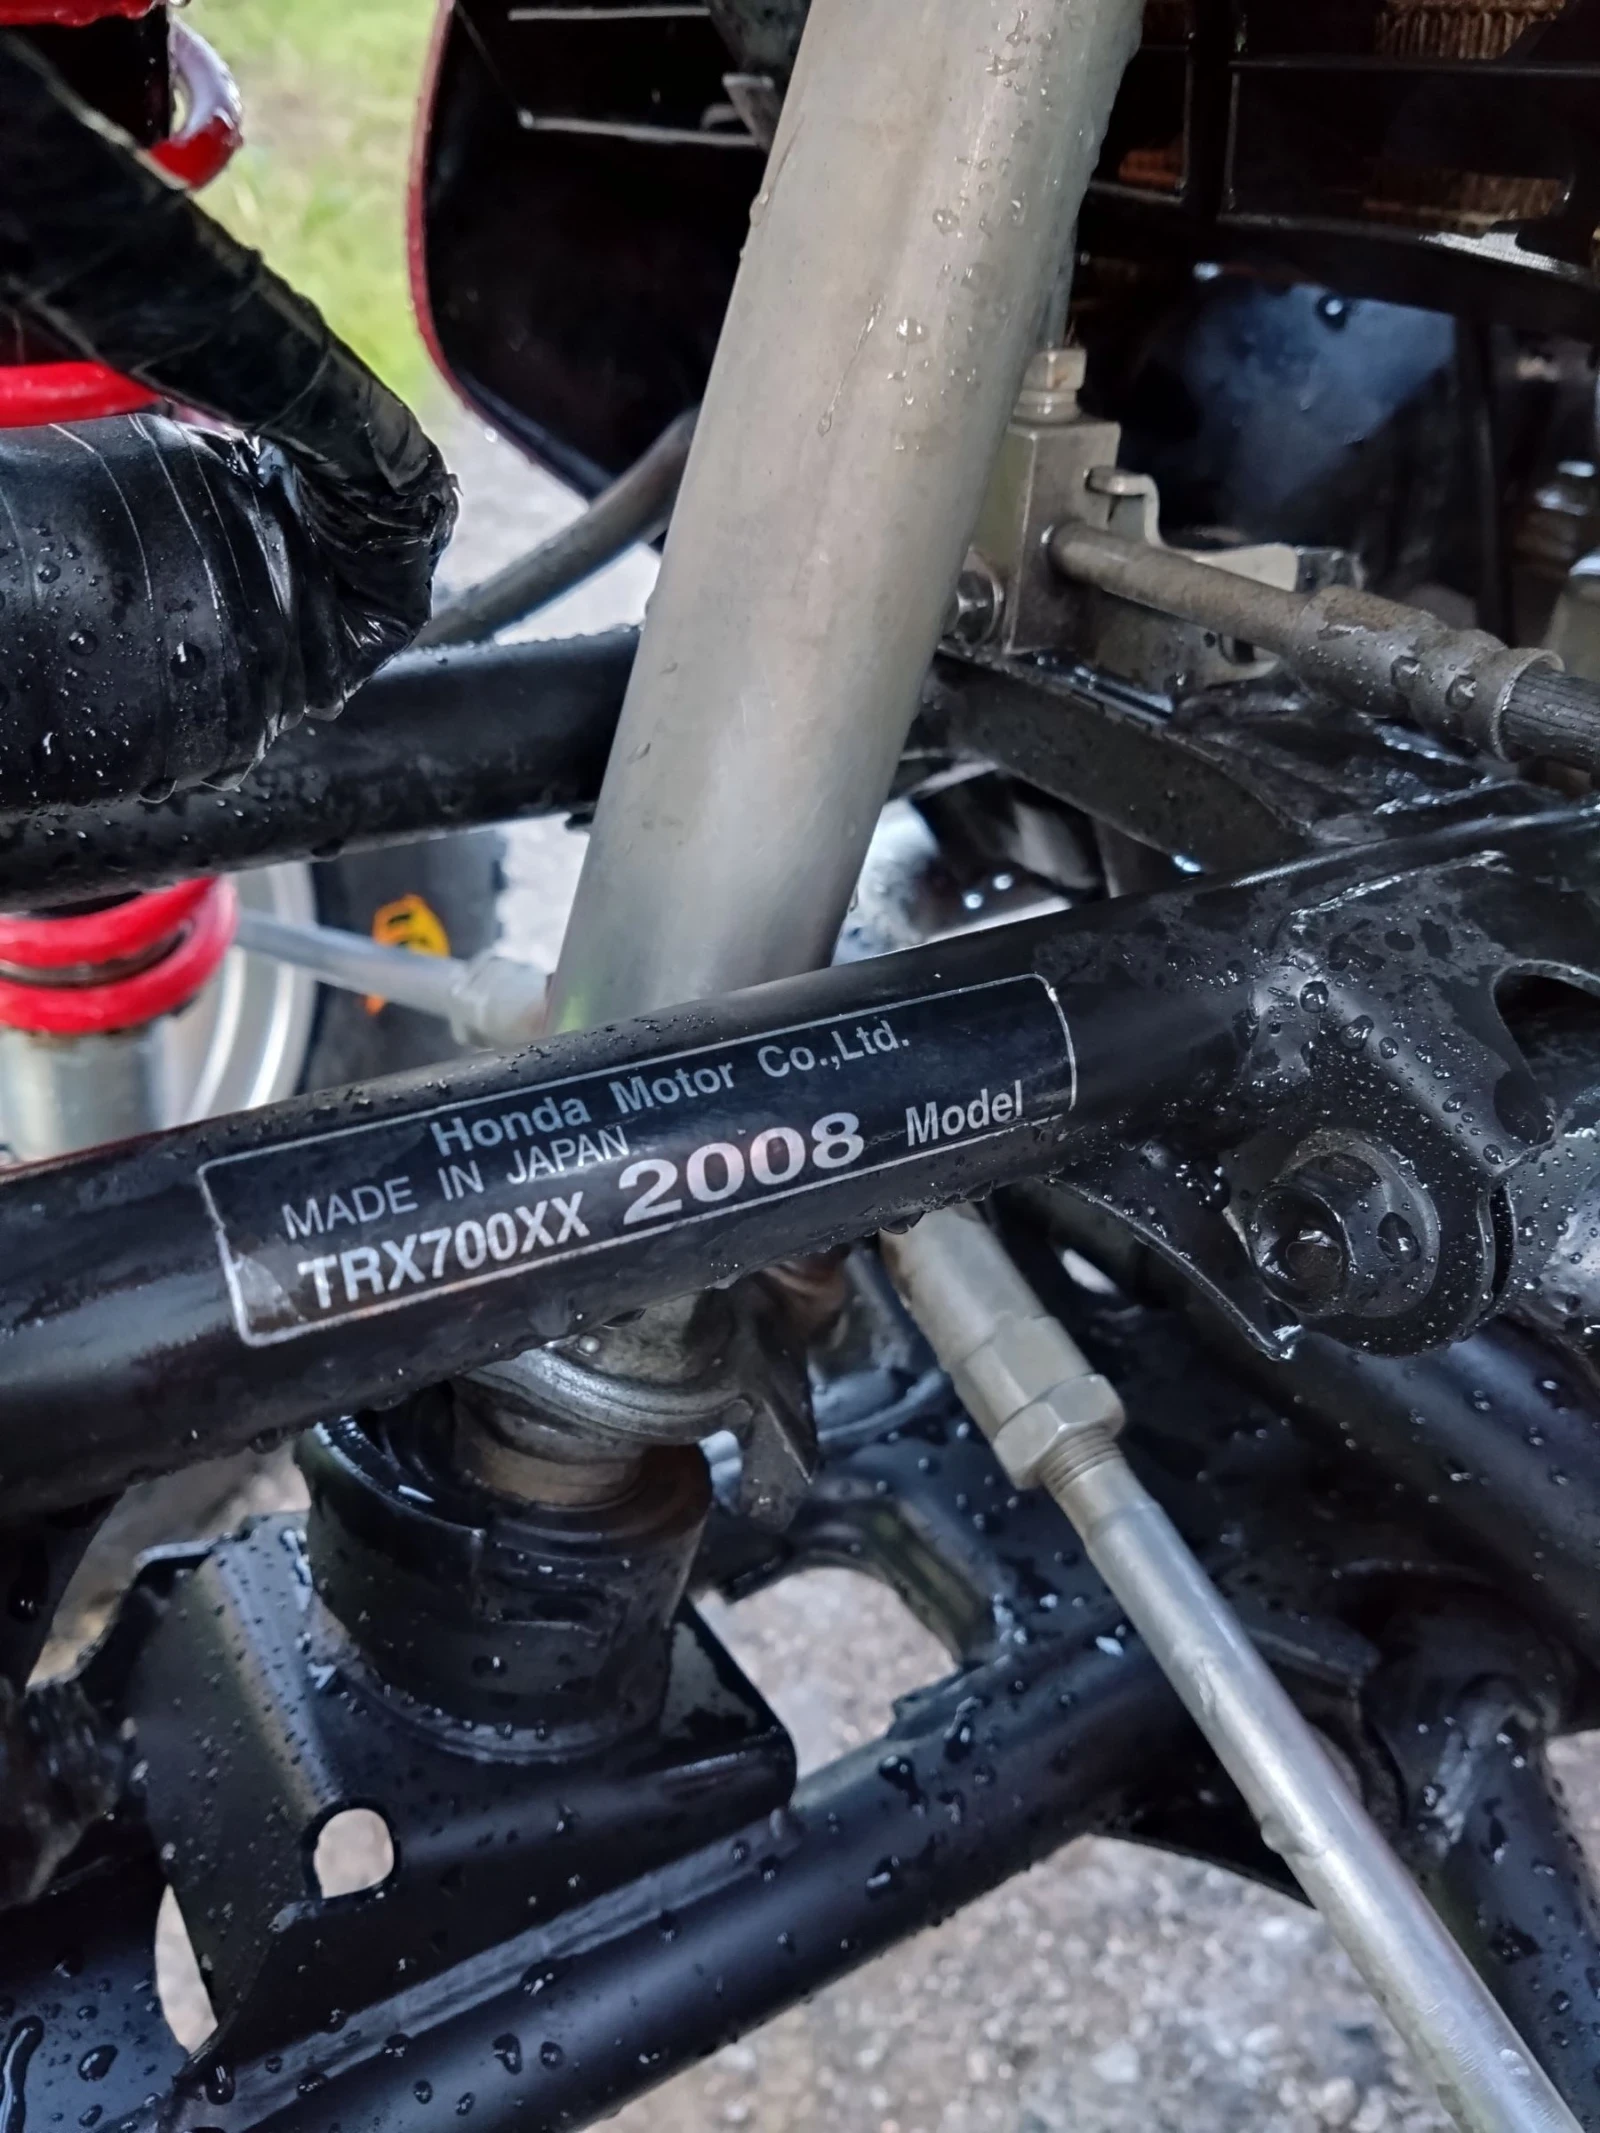 Honda Motor Co.,Ltd.
MADE IN JAPAN
TRX700XX 2008 Model